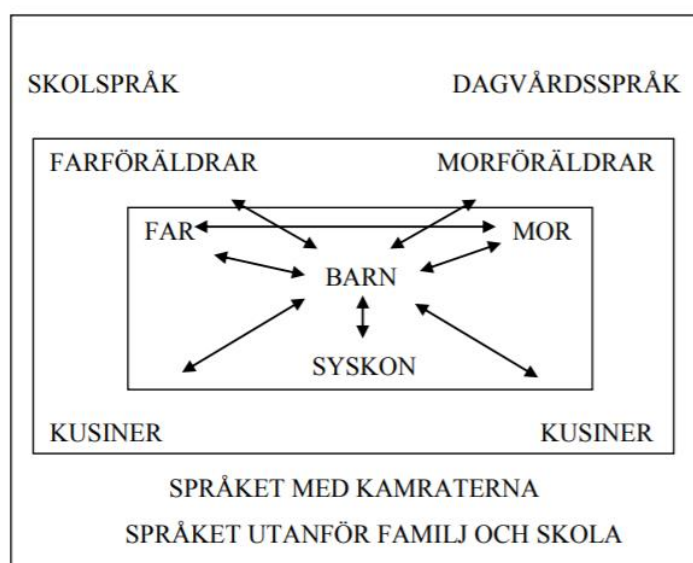 SKOLSPRÅK DAGVÅRDSSPRÅK
FARFÖRÄLDRAR MORFÖRÄLDRAR
FAR MOR
BARN
SYSKON
KUSINER KUSINER
SPRÅKET MED KAMRATERNA
SPRÅKET UTANFÖR FAMILJ OCH SKOLA